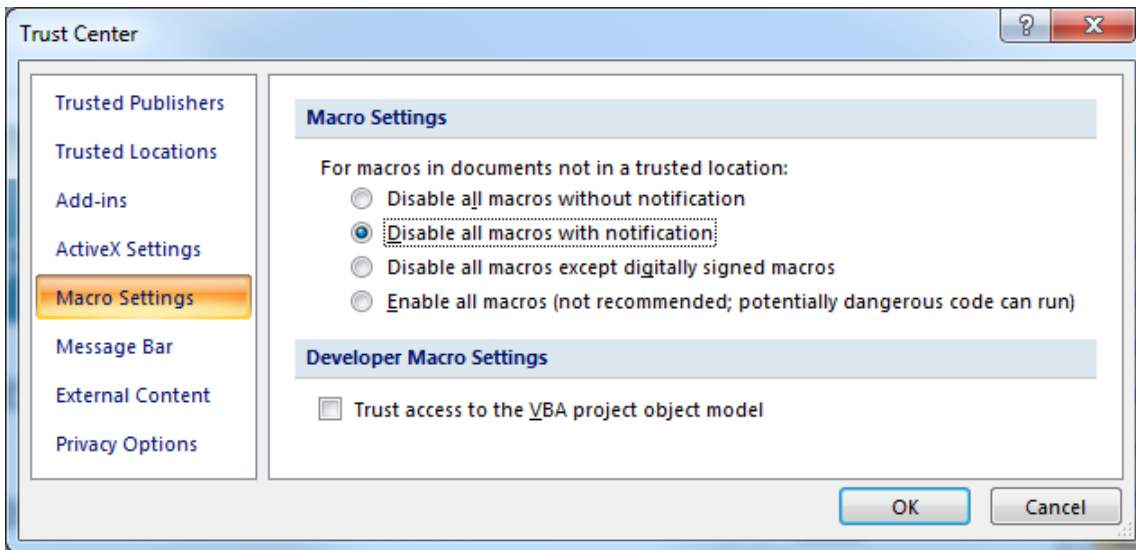 Trust Center
Trusted Publishers
Trusted Locations
Add-ins
ActiveX Settings
Macro Settings
Message Bar
External Content
Privacy Options
Macro Settings
For macros in documents not in a trusted location:
Disable all macros without notification
Disable all macros with notification
Disable all macros except digitally signed macros
Enable all macros (not recommended; potentially dangerous code can run)
Developer Macro Settings
Trust access to the VBA project object model
OK
Cancel